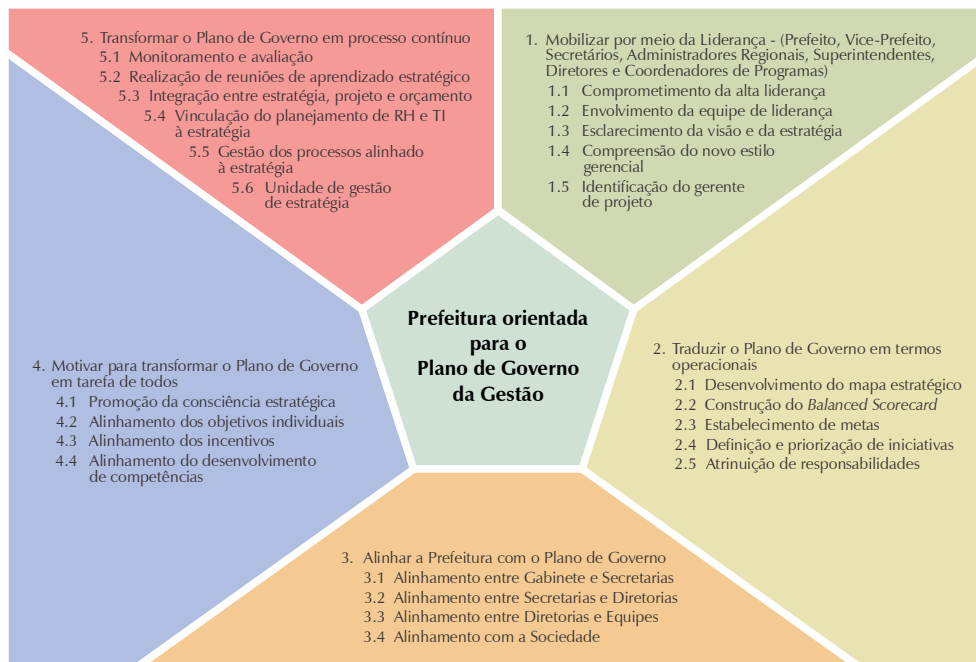 5. Transformar o Plano de Governo em processo contínuo
5.1 Monitoramento e avaliação
5.2 Realização de reuniões de aprendizado estratégico
5.3 Integração entre estratégia, projeto e orçamento
5.4 Vinculação do planejamento de RH e TI
à estratégia
5.5 Gestão dos processos alinhado
à estratégia
5.6 Unidade de gestão
de estratégia
1. Mobilizar por meio da Liderança - (Prefeito, Vice-Prefeito,
Secretários, Administradores Regionais, Superintendentes,
Diretores e Coordenadores de Programas)
1.1 Comprometimento da alta liderança
1.2 Envolvimento da equipe de liderança
1.3 Esclarecimento da visão e da estratégia
1.4 Compreensão do novo estilo
gerencial
1.5 Identificação do gerente
de projeto
Prefeitura orientada
para o
Plano de Governo
da Gestão
4. Motivar para transformar o Plano de Governo
em tarefa de todos
4.1 Promoção da consciência estratégica
4.2 Alinhamento dos objetivos individuais
4.3 Alinhamento dos incentivos
4.4 Alinhamento do desenvolvimento
de competências
2. Traduzir o Plano de Governo em termos
operacionais
2.1 Desenvolvimento do mapa estratégico
2.2 Construção do Balanced Scorecard
2.3 Estabelecimento de metas
2.4 Definição e priorização de iniciativas
2.5 Atrinuição de responsabilidades
3. Alinhar a Prefeitura com o Plano de Governo
3.1 Alinhamento entre Gabinete e Secretarias
3.2 Alinhamento entre Secretarias e Diretorias
3.3 Alinhamento entre Diretorias e Equipes
3.4 Alinhamento com a Sociedade